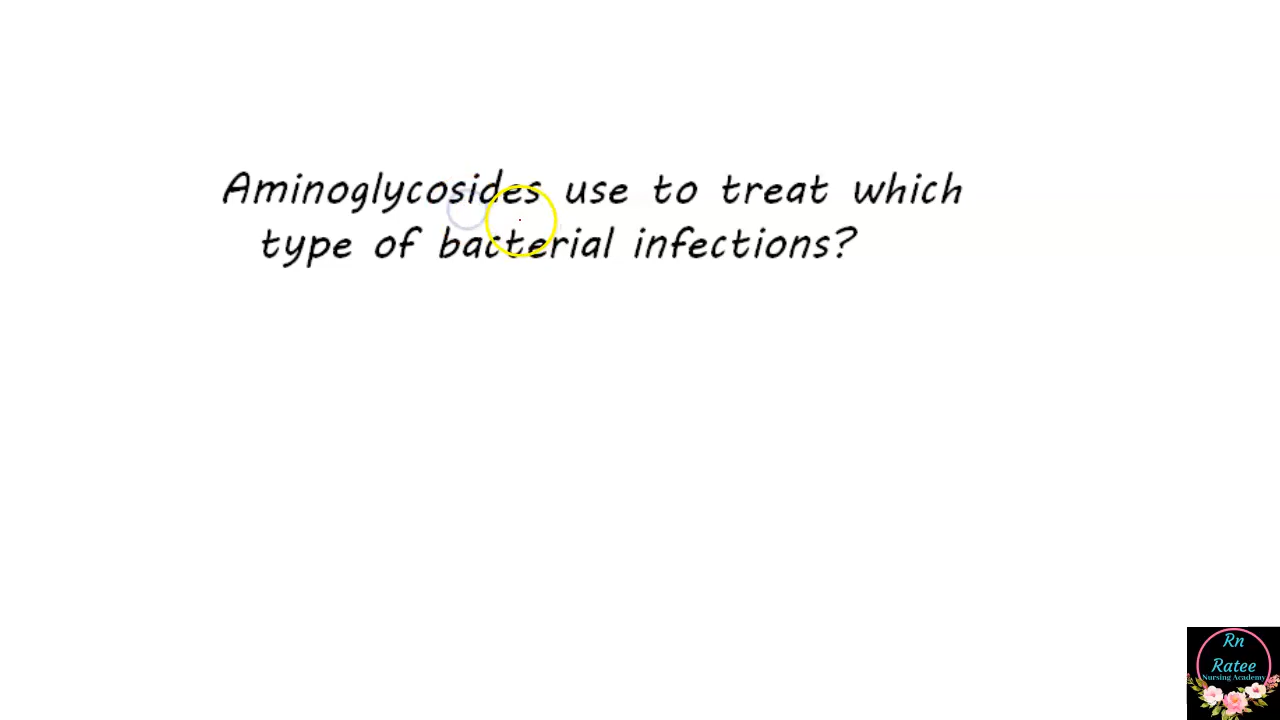 Aminoglycosides use to treat which
type of bacterial infections?
Rn
Ratee
Nursing Academy